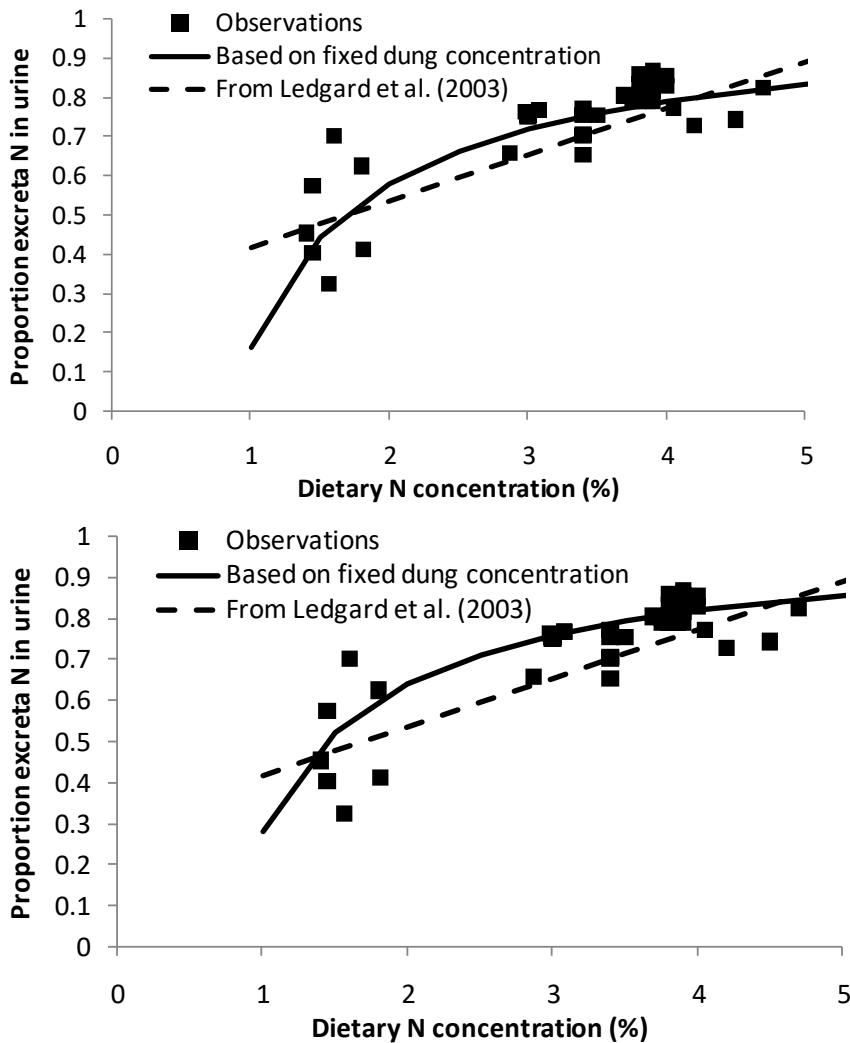 1
0.9
0.8
0.7
0.6
0.5
0.4
0.3
0.2
0.1
0
Proportion excreta N in urine
Observations
Based on fixed dung concentration
From Ledgard et al. (2003)
0 1 2 3 4 5
Dietary N concentration (%)
1
0.9
0.8
0.7
0.6
0.5
0.4
0.3
0.2
0.1
0
Proportion excreta N in urine
Observations
Based on fixed dung concentration
From Ledgard et al. (2003)
0 1 2 3 4 5
Dietary N concentration (%)